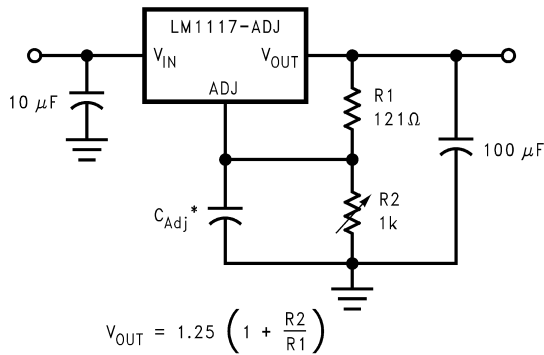 LM1117-ADJ
VIN
VOUT
ADJ
10 µF
R1
121Ω
100 µF
CAdj*
R2
1k
VOUT = 1.25 (1 + R2/R1)